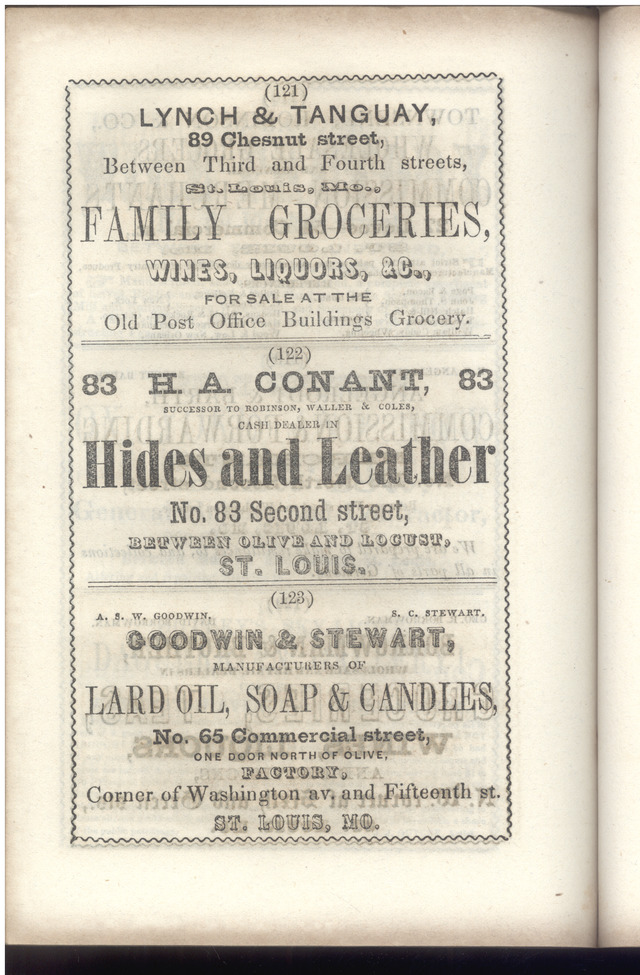 (121)
LYNCH & TANGUAY,
89 Chesnut street,
Between Third and Fourth streets,
St. Louis, Mo.,
FAMILY GROCERIES,
WINES, LIQUORS, &C.,
FOR SALE AT THE
Old Post Office Buildings Grocery.
(122)
83 H. A. CONANT, 83
SUCCESSOR TO ROBINSON, WALLER & COLES,
CASH DEALER IN
Hides and Leather
No. 83 Second street,
BETWEEN OLIVE AND LOCUST,
ST. LOUIS.
(123)
A. S. W. GOODWIN. S. C. STEWART.
GOODWIN & STEWART,
MANUFACTURERS OF
LARD OIL, SOAP & CANDLES,
No. 65 Commercial street,
ONE DOOR NORTH OF OLIVE,
FACTORY,
Corner of Washington av. and Fifteenth st.
ST. LOUIS, MO.